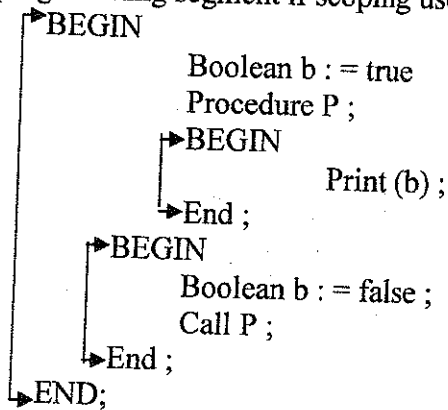 BEGIN
Boolean b : = true
Procedure P ;
BEGIN
Print (b) ;
End ;
BEGIN
Boolean b : = false ;
Call P ;
End ;
END;